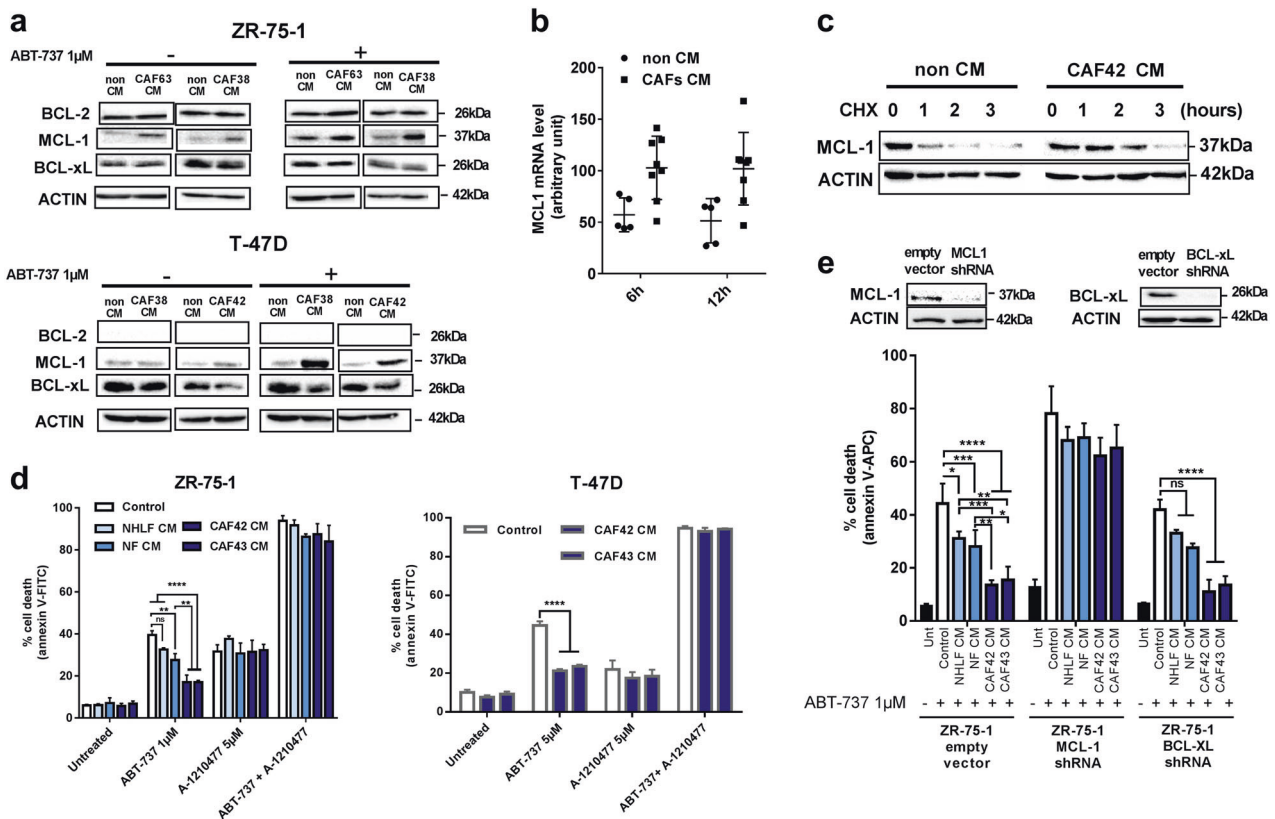 a
ZR-75-1
ABT-737 1µM
- +
non CM CAF63 CM non CM CAF38 CM non CM CAF63 CM non CM CAF38 CM
BCL-2 26kDa
MCL-1 37kDa
BCL-xL 26kDa
ACTIN 42kDa
T-47D
ABT-737 1µM
- +
non CM CAF38 CM non CM CAF42 CM non CM CAF38 CM non CM CAF42 CM
BCL-2 26kDa
MCL-1 37kDa
BCL-xL 26kDa
ACTIN 42kDa
b
non CM
CAFs CM
MCL1 mRNA level
(arbitrary unit)
200
150
100
50
0
6h 12h
c
non CM CAF42 CM
CHX 0 1 2 3 0 1 2 3 (hours)
MCL-1 37kDa
ACTIN 42kDa
d
ZR-75-1
Control
NHLF CM
NF CM
CAF42 CM
CAF43 CM
% cell death
(annexin V-FITC)
100
80
60
40
20
0
****
** **
ns
Untreated
ABT-737 1µM
A-1210477 5µM
ABT-737 + A-1210477
T-47D
Control
CAF42 CM
CAF43 CM
% cell death
(annexin V-FITC)
100
80
60
40
20
0
****
Untreated
ABT-737 5µM
A-1210477 5µM
ABT-737+ A-1210477
e
empty vector MCL1 shRNA
MCL-1 37kDa
ACTIN 42kDa
empty vector BCL-xL shRNA
BCL-xL 26kDa
ACTIN 42kDa
% cell death
(annexin V-APC)
100
80
60
40
20
0
****
***
*
**
***
*
**
****
ns
Unt Control NHLF CM NF CM CAF42 CM CAF43 CM Unt Control NHLF CM NF CM CAF42 CM CAF43 CM Unt Control NHLF CM NF CM CAF42 CM CAF43 CM
ABT-737 1µM - + + + + + - + + + + + - + + + + +
ZR-75-1 empty vector
ZR-75-1 MCL-1 shRNA
ZR-75-1 BCL-XL shRNA